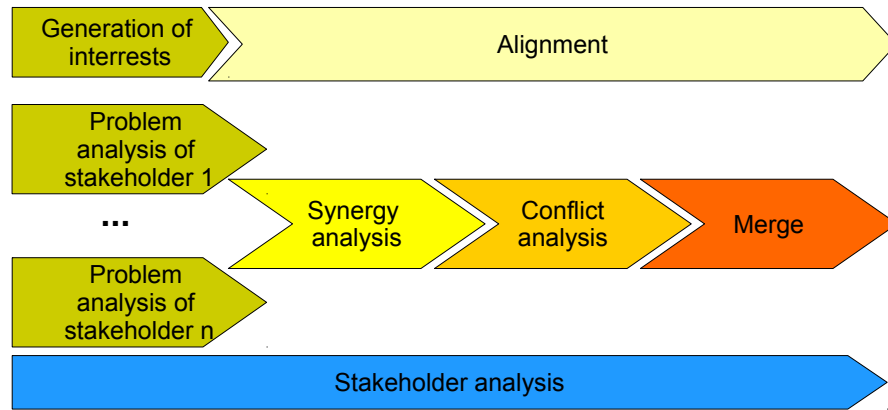 Generation of
interrests
Alignment
Problem
analysis of
stakeholder 1
...
Synergy
analysis
Conflict
analysis
Merge
Problem
analysis of
stakeholder n
Stakeholder analysis